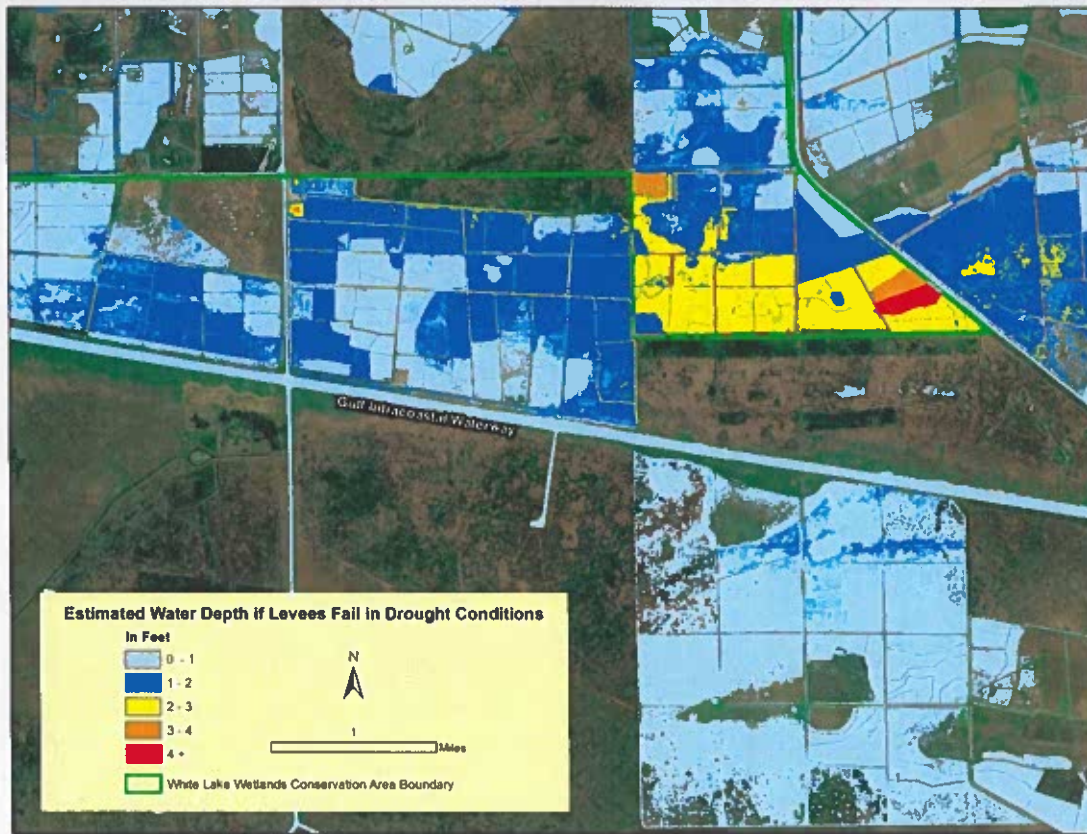 Gulf Intracoastal Waterway
Estimated Water Depth if Levees Fail in Drought Conditions
In Feet
0 - 1
1 - 2
2 - 3
3 - 4
4 +
N
1
Miles
White Lake Wetlands Conservation Area Boundary